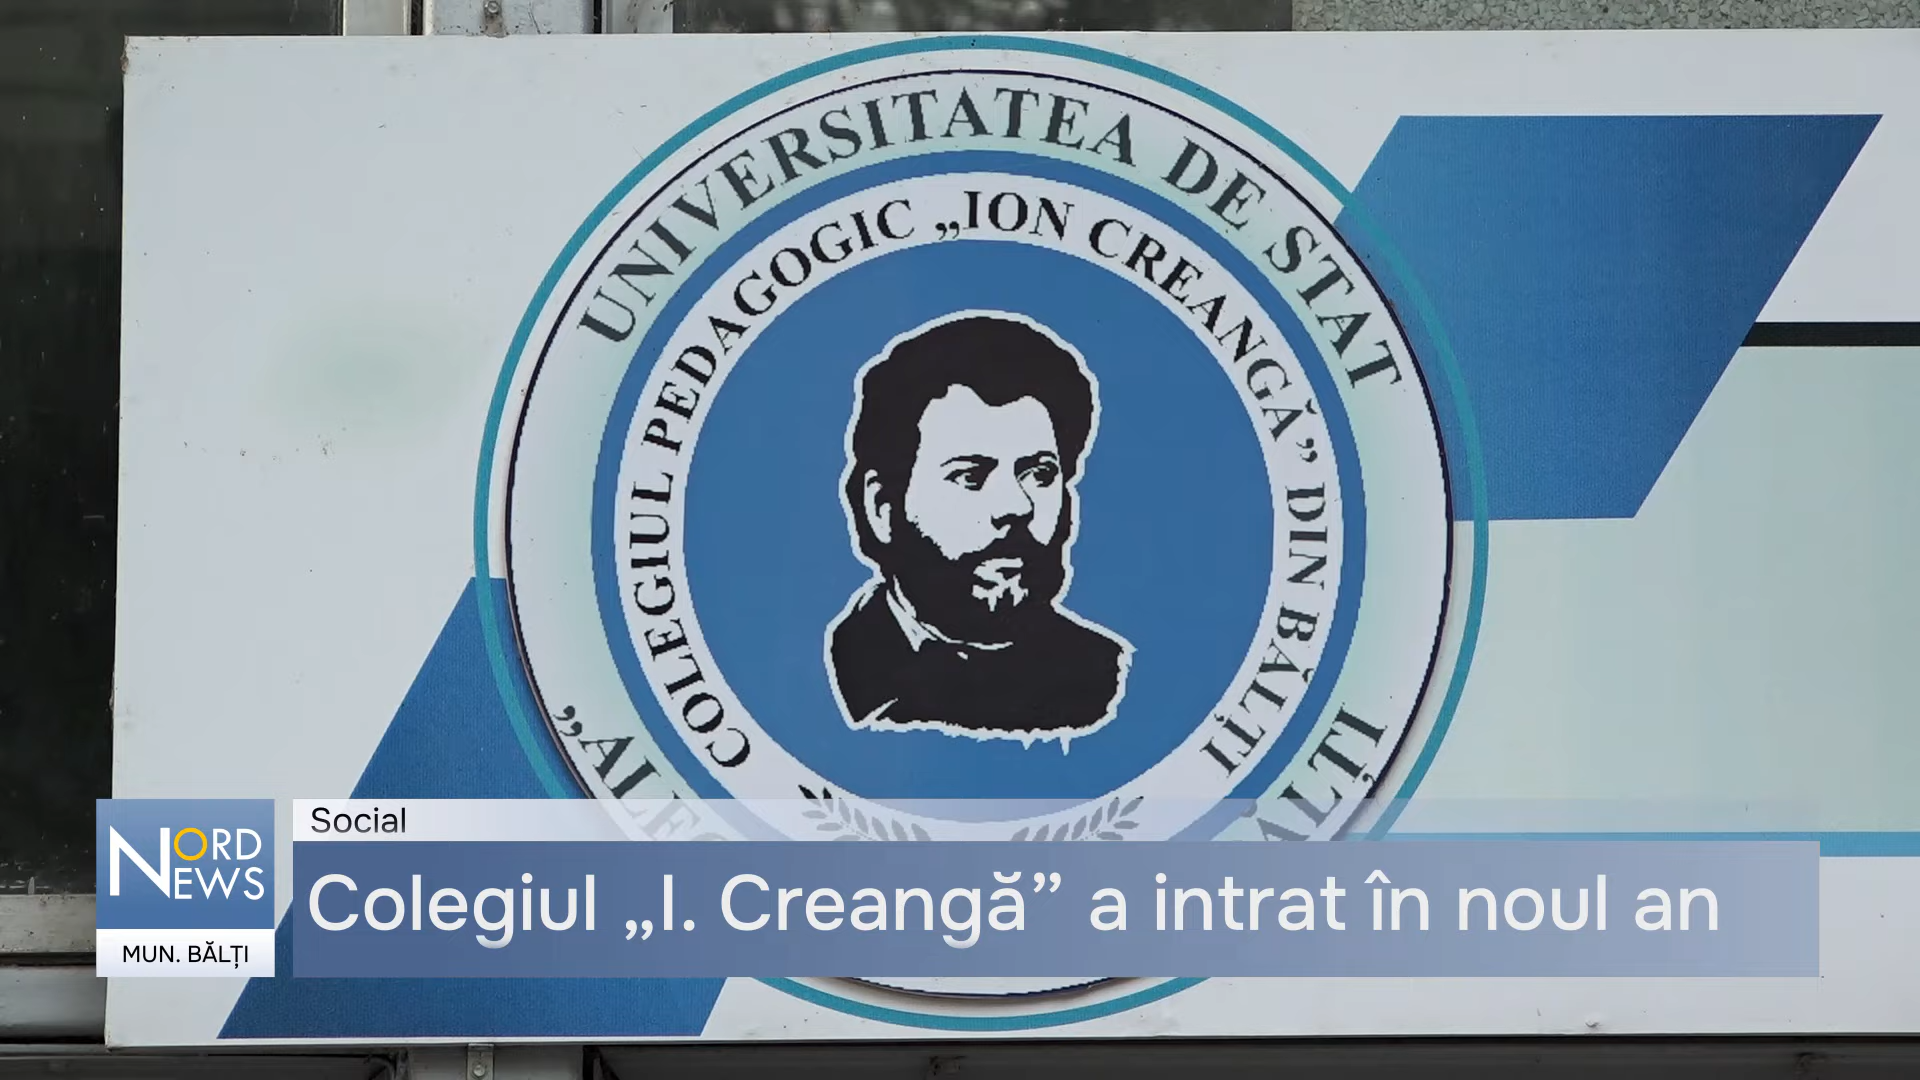 UNIVERSITATEA DE STAT
COLEGIUL PEDAGOGIC „ION CREANGĂ” DIN BĂLȚI
Social
NORD
NEWS
Colegiul „I. Creangă” a intrat în noul an
MUN. BĂLȚI